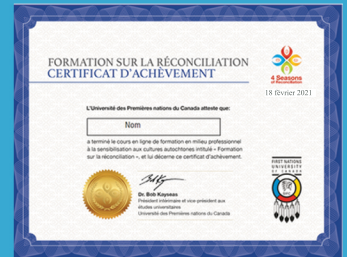 FORMATION SUR LA RÉCONCILIATION
CERTIFICAT D'ACHÈVEMENT
4 Seasons
of Reconciliation
18 février 2021
L'Université des Premières nations du Canada atteste que:
Nom
a terminé le cours en ligne de formation en milieu professionnel
à la sensibilisation aux cultures autochtones intitulé « Formation
sur la réconciliation », et lui décerne ce certificat d'achèvement.
Dr. Bob Kayseas
Président intérimaire et vice-président aux
études universitaires
Université des Premières nations du Canada
FIRST NATIONS
UNIVERSITY
OF CANADA